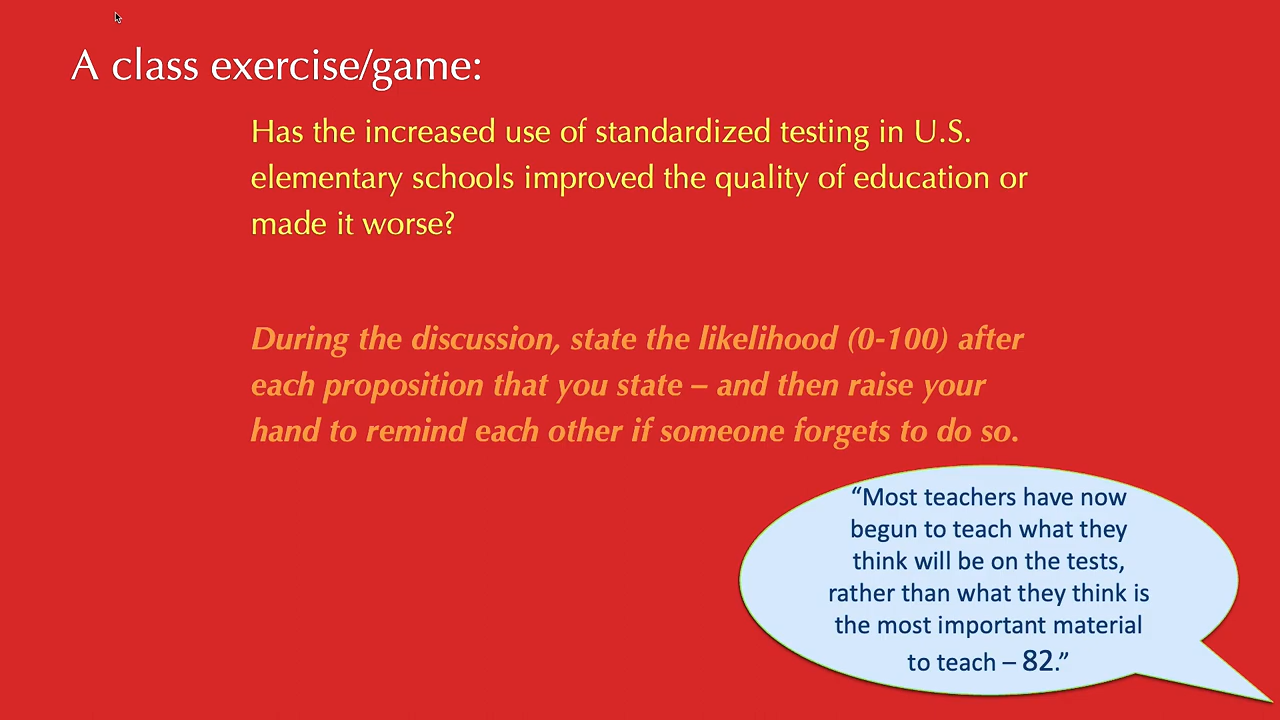 A class exercise/game:
Has the increased use of standardized testing in U.S.
elementary schools improved the quality of education or
made it worse?
During the discussion, state the likelihood (0-100) after
each proposition that you state – and then raise your
hand to remind each other if someone forgets to do so.
“Most teachers have now
begun to teach what they
think will be on the tests,
rather than what they think is
the most important material
to teach – 82.”